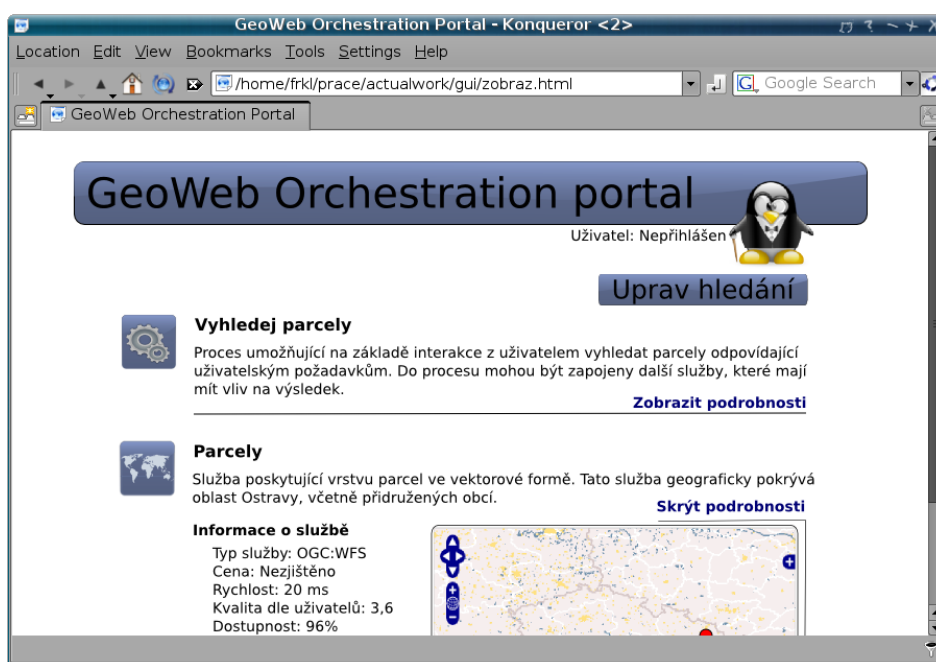 GeoWeb Orchestration Portal - Konqueror <2>
Location Edit View Bookmarks Tools Settings Help
/home/frkl/prace/actualwork/gui/zobraz.html
G Google Search
GeoWeb Orchestration Portal
GeoWeb Orchestration portal
Uživatel: Nepřihlášen
Uprav hledání
Vyhledej parcely
Proces umožňující na základě interakce z uživatelem vyhledat parcely odpovídající
uživatelským požadavkům. Do procesu mohou být zapojeny další služby, které mají
mít vliv na výsledek.
Zobrazit podrobnosti
Parcely
Služba poskytující vrstvu parcel ve vektorové formě. Tato služba geograficky pokrývá
oblast Ostravy, včetně přidružených obcí.
Skrýt podrobnosti
Informace o službě
Typ služby: OGC:WFS
Cena: Nezjištěno
Rychlost: 20 ms
Kvalita dle uživatelů: 3,6
Dostupnost: 96%